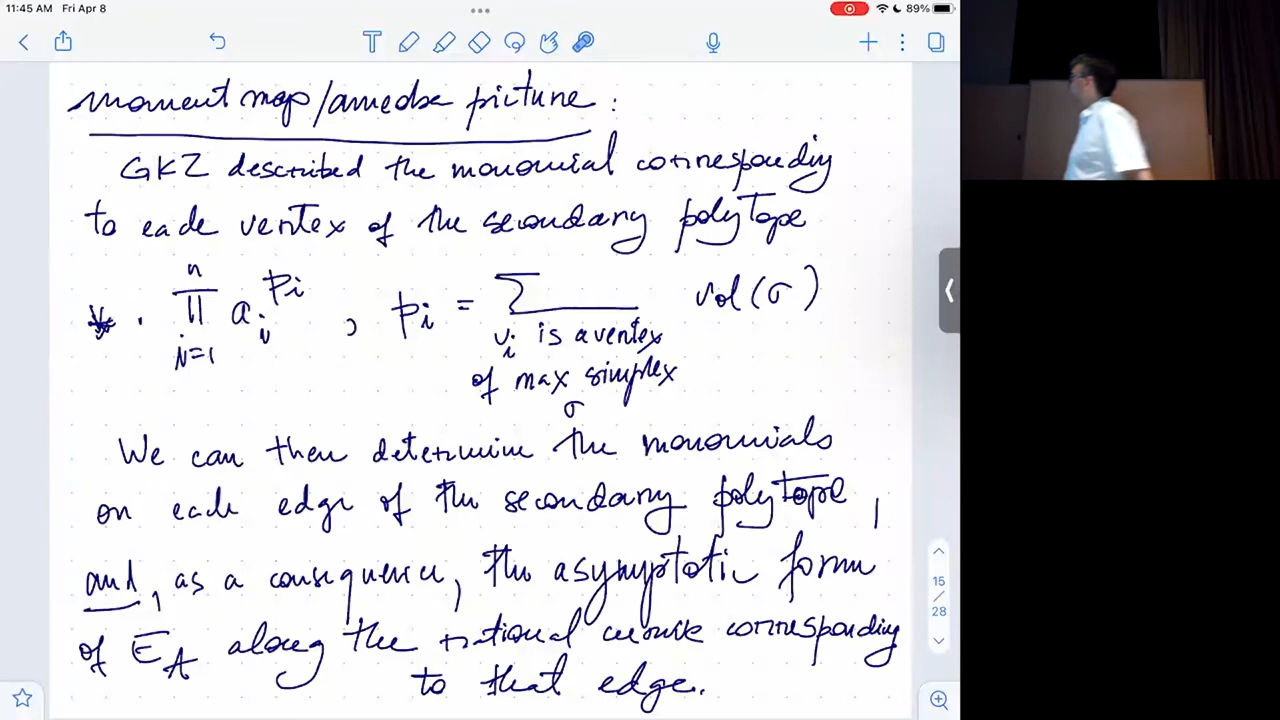 11:45 AM Fri Apr 8
89%
moment map/amoeba picture :
GKZ described the monomial corresponding
to each vertex of the secondary polytope
* . n ∏ i=1 a_i^{p_i} , p_i = ∑ vol(σ)
v_i is a vertex
of max simplex
σ
We can then determine the monomials
on each edge of the secondary polytope ,
and, as a consequence, the asymptotic form
of E_A along the rational curve corresponding
to that edge.
15
/
28